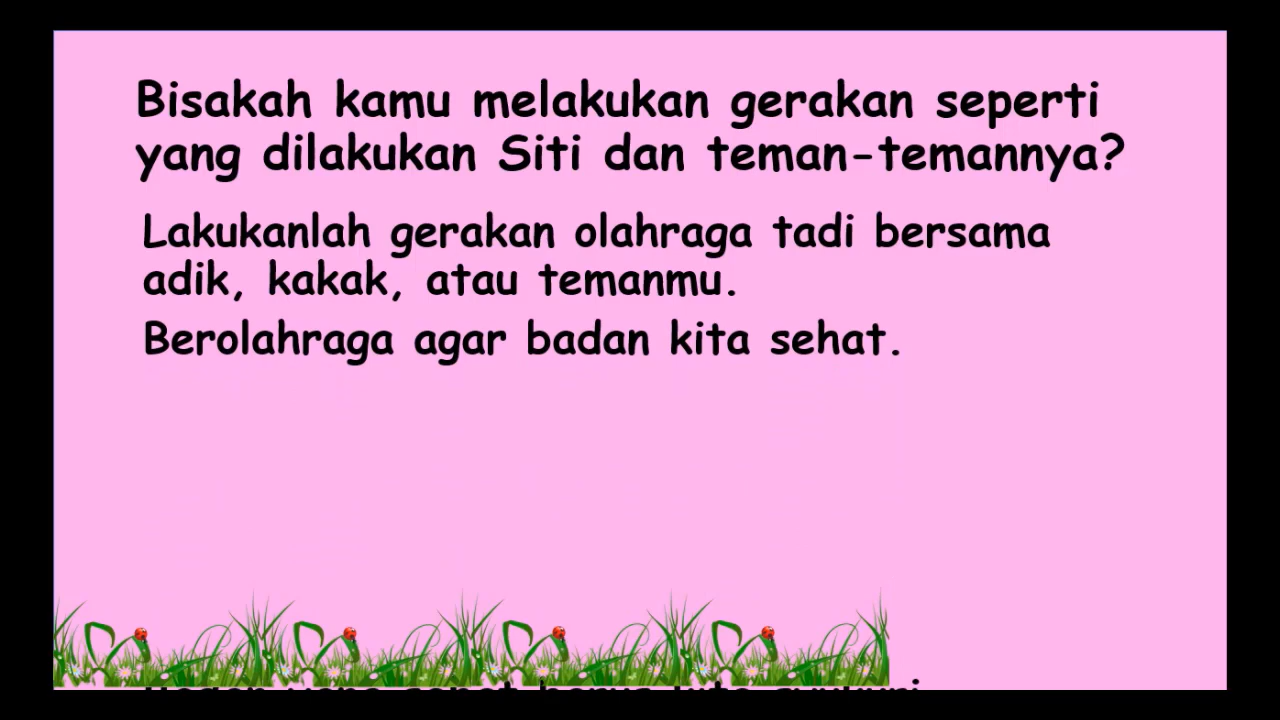 Bisakah kamu melakukan gerakan seperti
yang dilakukan Siti dan teman-temannya?
Lakukanlah gerakan olahraga tadi bersama
adik, kakak, atau temanmu.
Berolahraga agar badan kita sehat.